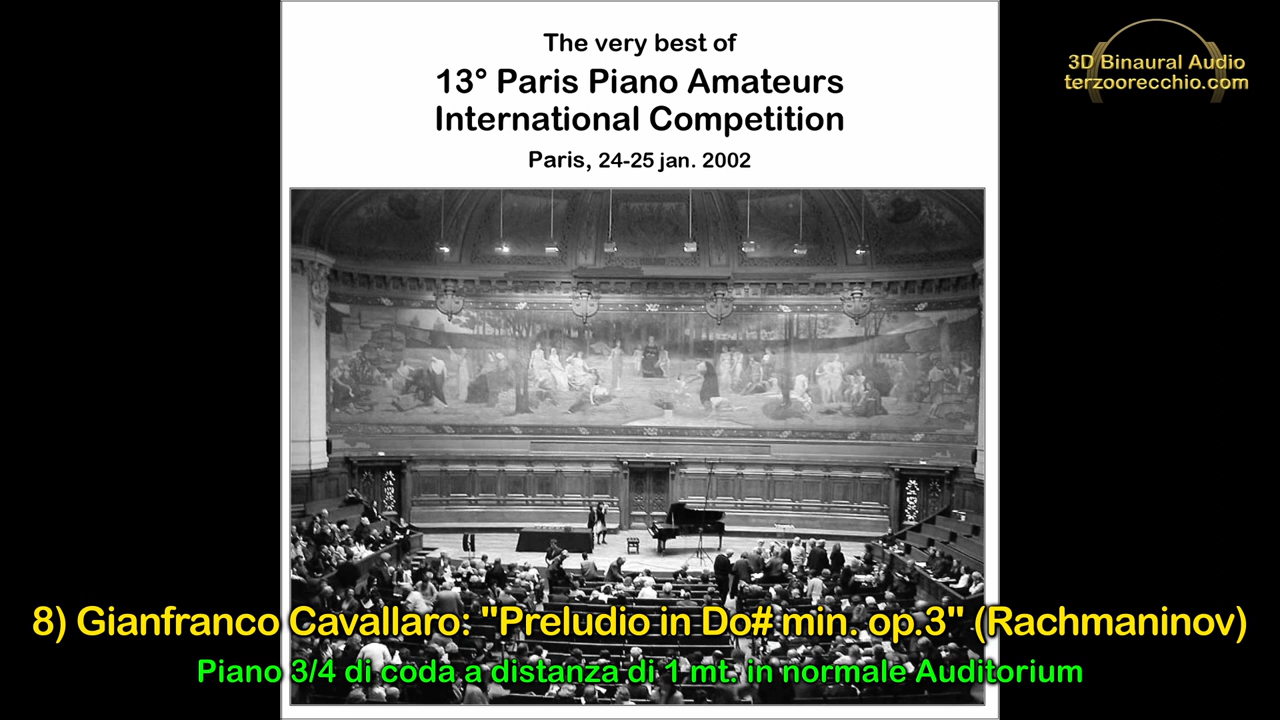 The very best of
13° Paris Piano Amateurs
International Competition
Paris, 24-25 jan. 2002
3D Binaural Audio
terzoorecchio.com
8) Gianfranco Cavallaro: "Preludio in Do# min. op.3" (Rachmaninov)
Piano 3/4 di coda a distanza di 1 mt. in normale Auditorium